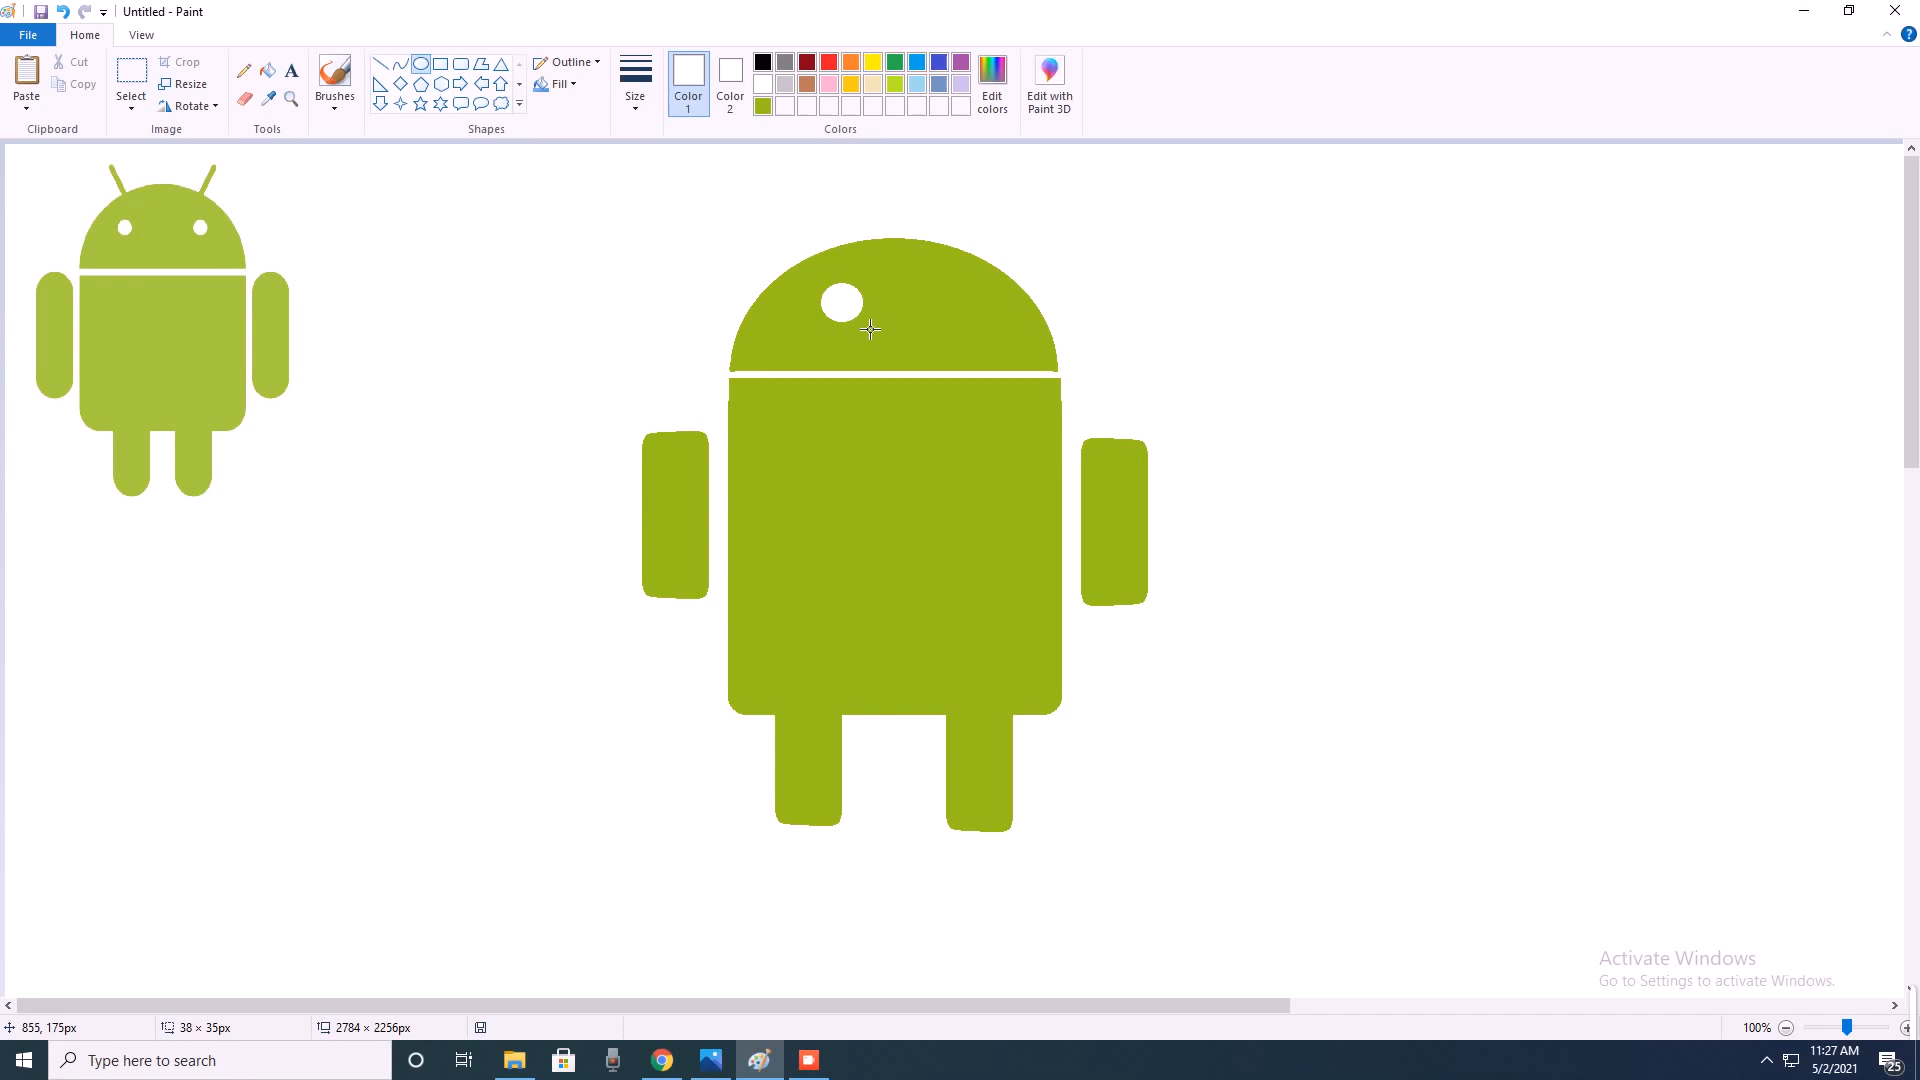 Untitled - Paint
File Home View
Paste
Cut
Copy
Clipboard
Select
Crop
Resize
Rotate
Image
Tools
Brushes
Shapes
Outline
Fill
Size
Color 1
Color 2
Colors
Edit colors
Edit with Paint 3D
Activate Windows
Go to Settings to activate Windows.
855, 175px
38 × 35px
2784 × 2256px
100%
Type here to search
11:27 AM
5/2/2021
25